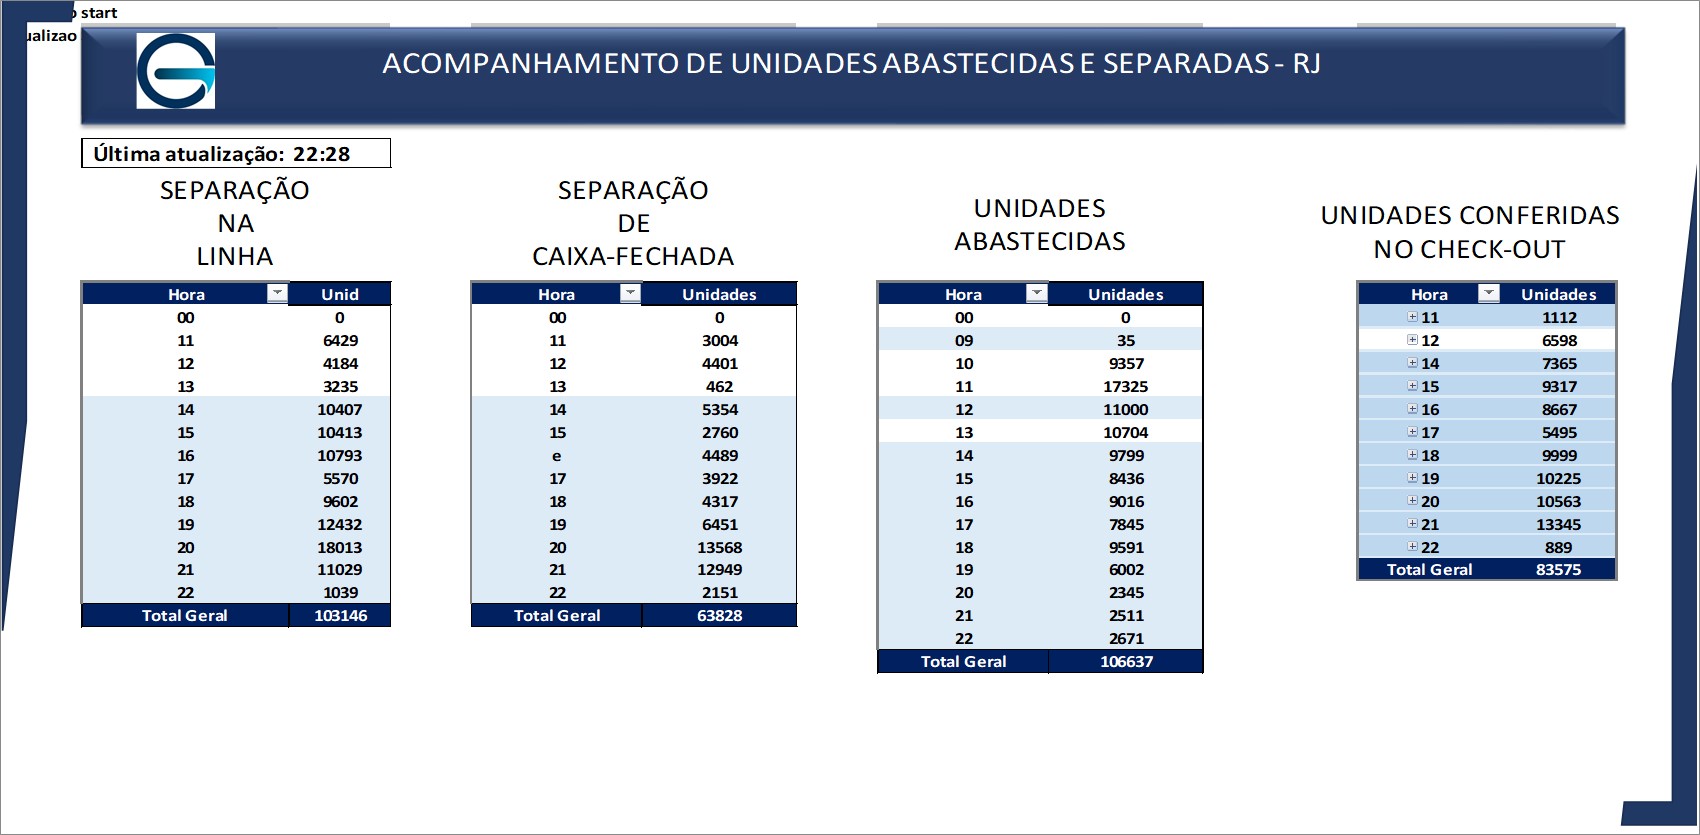 start
ualizao
ACOMPANHAMENTO DE UNIDADES ABASTECIDAS E SEPARADAS - RJ
Última atualização: 22:28
SEPARAÇÃO
NA
LINHA
Hora Unid
00 0
11 6429
12 4184
13 3235
14 10407
15 10413
16 10793
17 5570
18 9602
19 12432
20 18013
21 11029
22 1039
Total Geral 103146
SEPARAÇÃO
DE
CAIXA-FECHADA
Hora Unidades
00 0
11 3004
12 4401
13 462
14 5354
15 2760
e 4489
17 3922
18 4317
19 6451
20 13568
21 12949
22 2151
Total Geral 63828
UNIDADES
ABASTECIDAS
Hora Unidades
00 0
09 35
10 9357
11 17325
12 11000
13 10704
14 9799
15 8436
16 9016
17 7845
18 9591
19 6002
20 2345
21 2511
22 2671
Total Geral 106637
UNIDADES CONFERIDAS
NO CHECK-OUT
Hora Unidades
11 1112
12 6598
14 7365
15 9317
16 8667
17 5495
18 9999
19 10225
20 10563
21 13345
22 889
Total Geral 83575